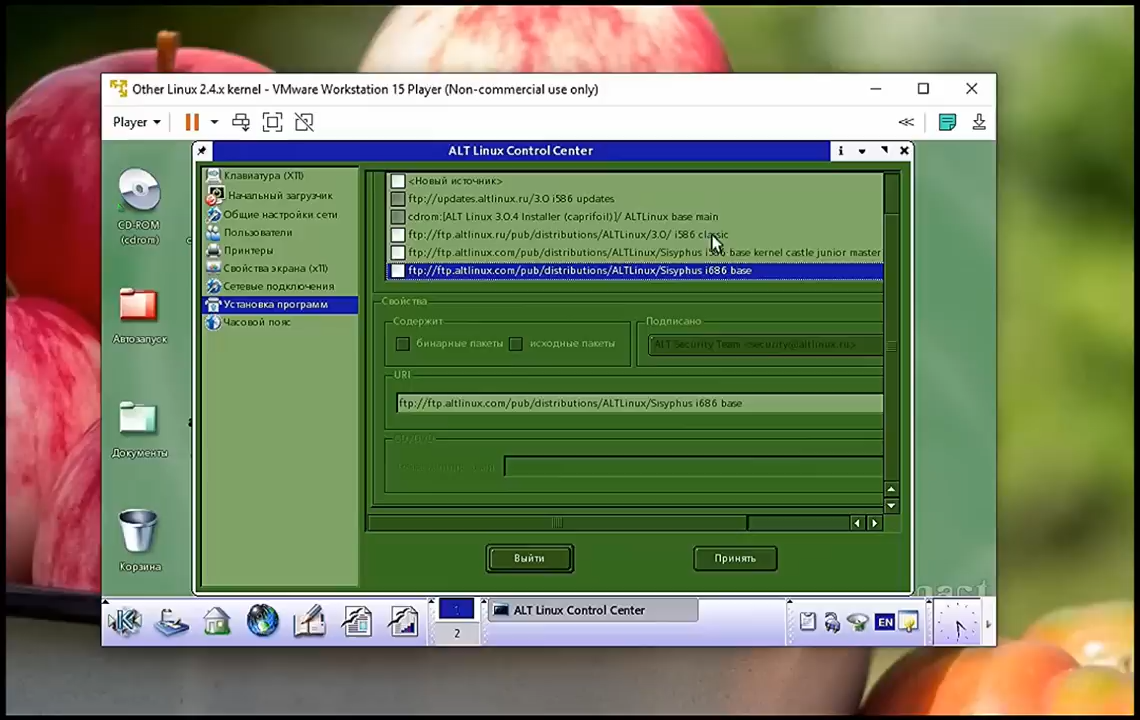 Other Linux 2.4.x kernel - VMware Workstation 15 Player (Non-commercial use only)
Player
ALT Linux Control Center
CD-ROM
(cdrom)
Автозапуск
Документы
Корзина
Клавиатура (X11)
Начальный загрузчик
Общие настройки сети
Пользователи
Принтеры
Свойства экрана (x11)
Сетевые подключения
Установка программ
Часовой пояс
<Новый источник>
ftp://updates.altlinux.ru/3.0 i586 updates
cdrom:[ALT Linux 3.0.4 Installer (caprifoil)]/ ALTLinux base main
ftp://ftp.altlinux.ru/pub/distributions/ALTLinux/3.0/ i586 classic
ftp://ftp.altlinux.com/pub/distributions/ALTLinux/Sisyphus i586 base kernel castle junior master
ftp://ftp.altlinux.com/pub/distributions/ALTLinux/Sisyphus i686 base
Свойства
Содержит
бинарные пакеты
исходные пакеты
Подписано
ALT Security Team <security@altlinux.ru>
URI
ftp://ftp.altlinux.com/pub/distributions/ALTLinux/Sisyphus i686 base
Выйти
Принять
1
2
ALT Linux Control Center
EN